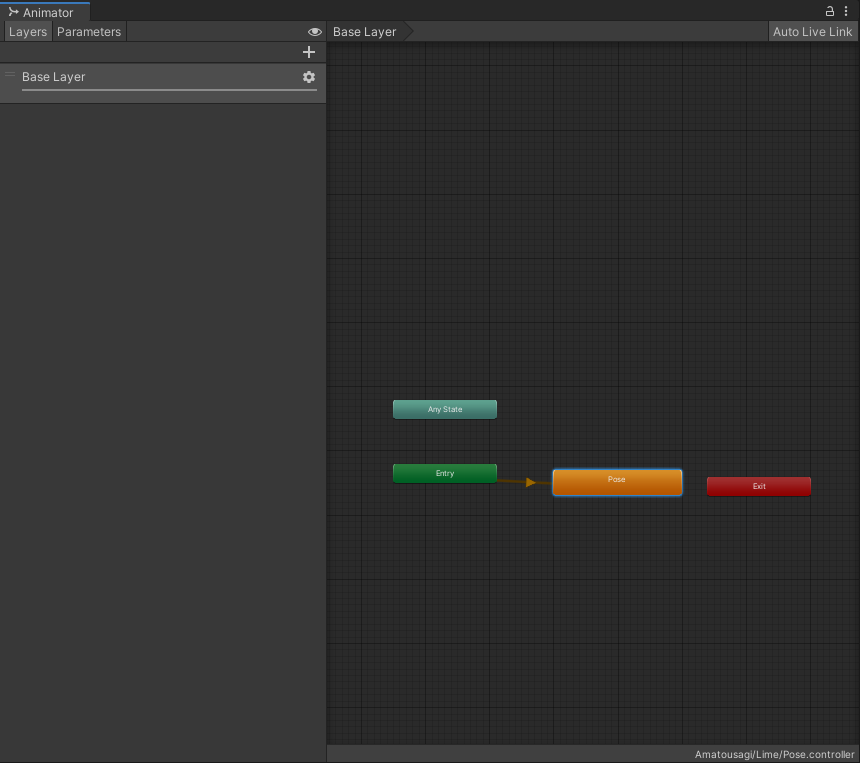 Animator
Layers Parameters
Base Layer
Auto Live Link
Base Layer
Any State
Entry
Pose
Exit
Amatousagi/Lime/Pose.controller